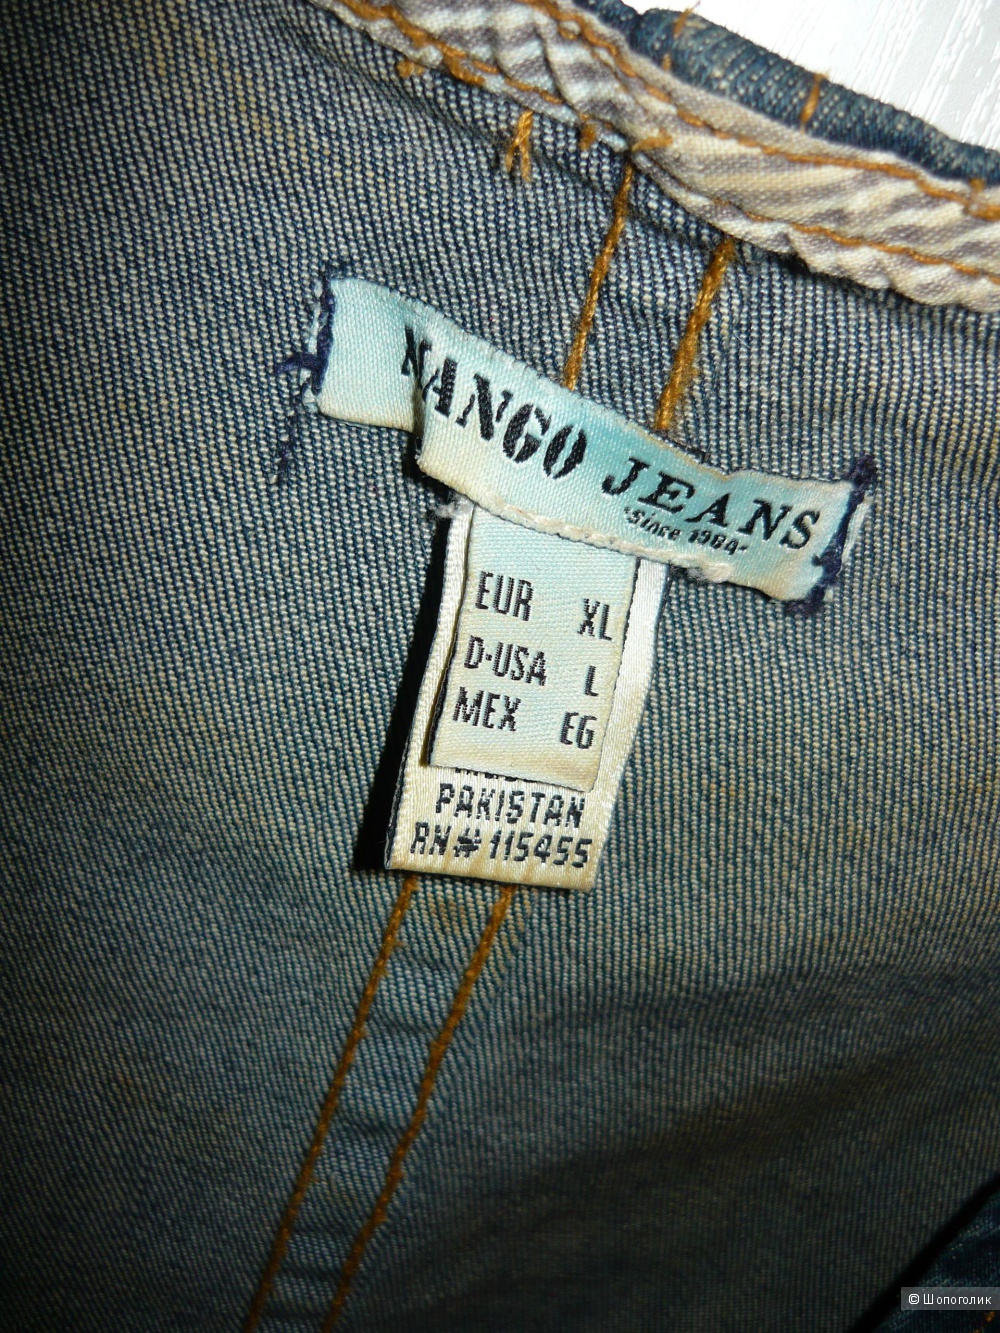 MANGO JEANS
"Since 1984"
EUR XL
D·USA L
MEX EG
PAKISTAN
RN# 115455
© Шопоголик